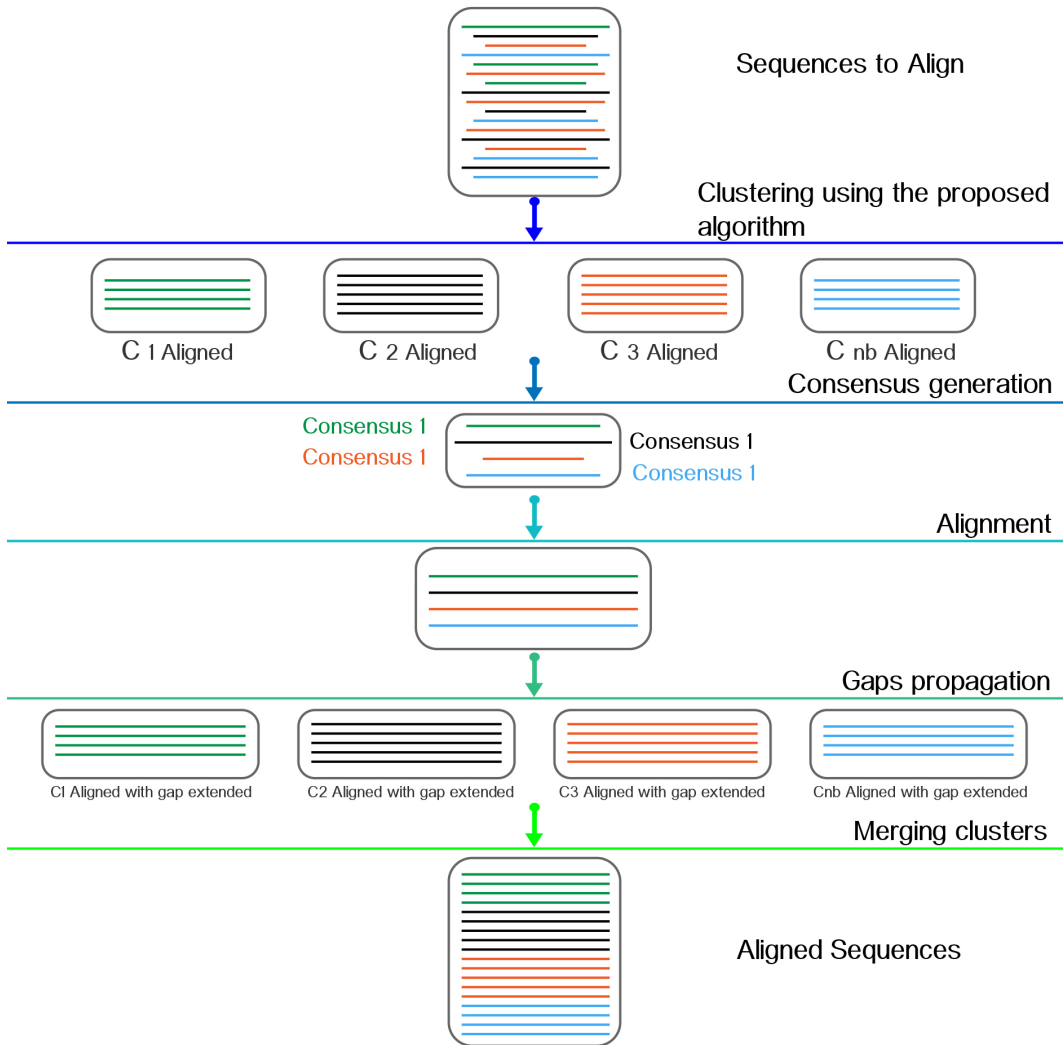 Sequences to Align
Clustering using the proposed
algorithm
C 1 Aligned
C 2 Aligned
C 3 Aligned
C nb Aligned
Consensus generation
Consensus 1
Consensus 1
Consensus 1
Consensus 1
Alignment
Gaps propagation
C1 Aligned with gap extended
C2 Aligned with gap extended
C3 Aligned with gap extended
Cnb Aligned with gap extended
Merging clusters
Aligned Sequences